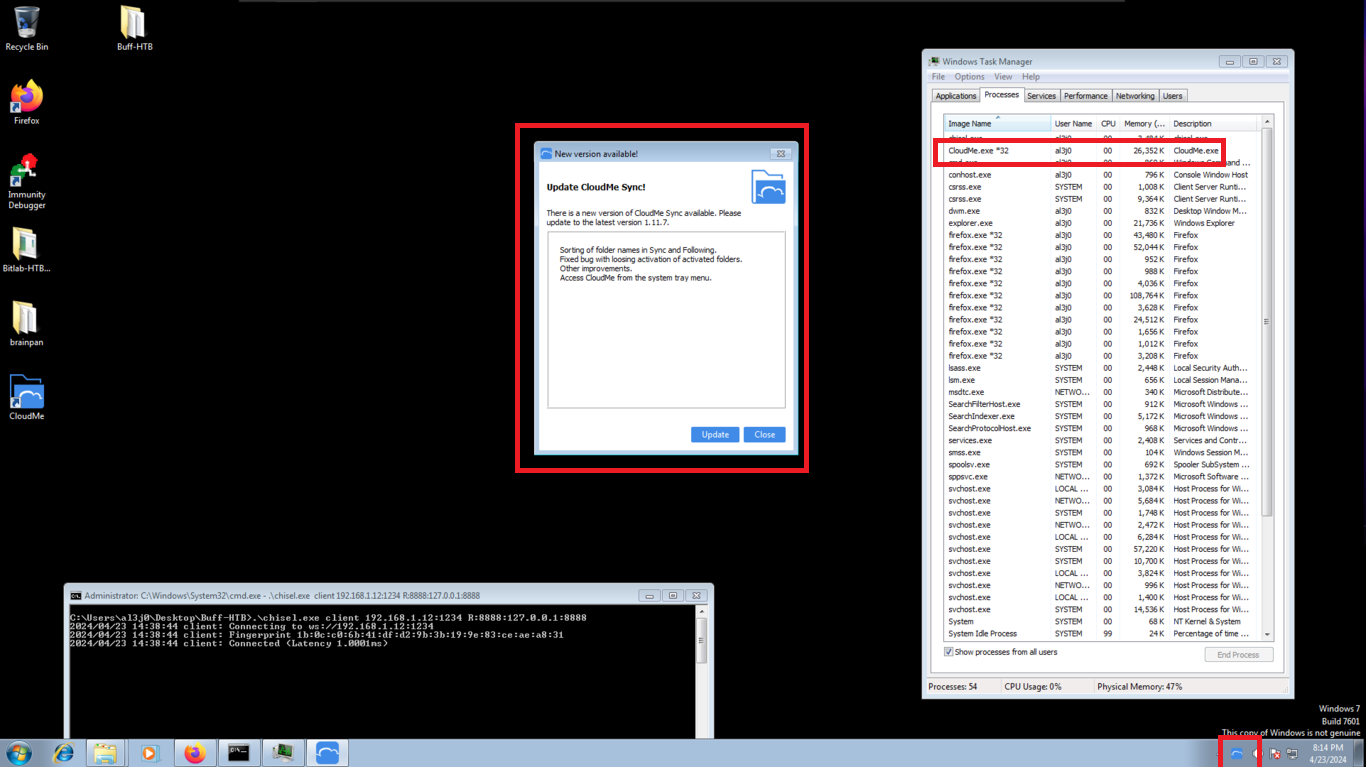 Recycle Bin
Buff-HTB
Firefox
Immunity
Debugger
Bitlab-HTB...
brainpan
CloudMe
New version available!
Update CloudMe Sync!
There is a new version of CloudMe Sync available. Please
update to the latest version 1.11.7.
Sorting of folder names in Sync and Following.
Fixed bug with loosing activation of activated folders.
Other improvements.
Access CloudMe from the system tray menu.
Update Close
Administrator: C:\Windows\System32\cmd.exe - .\chisel.exe client 192.168.1.12:1234 R:8888:127.0.0.1:8888
C:\Users\al3j0\Desktop\Buff-HTB>.\chisel.exe client 192.168.1.12:1234 R:8888:127.0.0.1:8888
2024/04/23 14:38:44 client: Connecting to ws://192.168.1.12:1234
2024/04/23 14:38:44 client: Fingerprint 1b:0c:c0:6b:41:df:d2:9b:3b:19:9e:83:ce:ae:a8:31
2024/04/23 14:38:44 client: Connected (Latency 1.0001ms)
Windows Task Manager
File Options View Help
Applications Processes Services Performance Networking Users
Image Name User Name CPU Memory (... Description
CloudMe.exe *32 al3j0 00 26,352 K CloudMe.exe
conhost.exe al3j0 00 796 K Console Window Host
csrss.exe SYSTEM 00 1,008 K Client Server Runti...
csrss.exe SYSTEM 00 9,364 K Client Server Runti...
dwm.exe al3j0 00 832 K Desktop Window M...
explorer.exe al3j0 00 21,736 K Windows Explorer
firefox.exe *32 al3j0 00 43,480 K Firefox
firefox.exe *32 al3j0 00 52,044 K Firefox
firefox.exe *32 al3j0 00 952 K Firefox
firefox.exe *32 al3j0 00 988 K Firefox
firefox.exe *32 al3j0 00 4,036 K Firefox
firefox.exe *32 al3j0 00 108,764 K Firefox
firefox.exe *32 al3j0 00 3,628 K Firefox
firefox.exe *32 al3j0 00 24,512 K Firefox
firefox.exe *32 al3j0 00 1,656 K Firefox
firefox.exe *32 al3j0 00 1,012 K Firefox
firefox.exe *32 al3j0 00 3,208 K Firefox
lsass.exe SYSTEM 00 2,448 K Local Security Auth...
lsm.exe SYSTEM 00 656 K Local Session Mana...
msdtc.exe NETWO... 00 340 K Microsoft Distribute...
SearchFilterHost.exe SYSTEM 00 912 K Microsoft Windows ...
SearchIndexer.exe SYSTEM 00 5,172 K Microsoft Windows ...
SearchProtocolHost.exe SYSTEM 00 968 K Microsoft Windows ...
services.exe SYSTEM 00 2,408 K Services and Contr...
smss.exe SYSTEM 00 104 K Windows Session M...
spoolsv.exe SYSTEM 00 692 K Spooler SubSystem ...
sppsvc.exe NETWO... 00 1,372 K Microsoft Software ...
svchost.exe LOCAL ... 00 3,084 K Host Process for Wi...
svchost.exe NETWO... 00 5,684 K Host Process for Wi...
svchost.exe SYSTEM 00 1,748 K Host Process for Wi...
svchost.exe NETWO... 00 2,472 K Host Process for Wi...
svchost.exe LOCAL ... 00 6,284 K Host Process for Wi...
svchost.exe SYSTEM 00 57,220 K Host Process for Wi...
svchost.exe SYSTEM 00 10,700 K Host Process for Wi...
svchost.exe LOCAL ... 00 3,824 K Host Process for Wi...
svchost.exe NETWO... 00 996 K Host Process for Wi...
svchost.exe LOCAL ... 00 1,400 K Host Process for Wi...
svchost.exe SYSTEM 00 14,536 K Host Process for Wi...
System SYSTEM 00 68 K NT Kernel & System
System Idle Process SYSTEM 99 24 K Percentage of time ...
Show processes from all users
End Process
Processes: 54 CPU Usage: 0% Physical Memory: 47%
Windows 7
Build 7601
This copy of Windows is not genuine
8:14 PM
4/23/2024